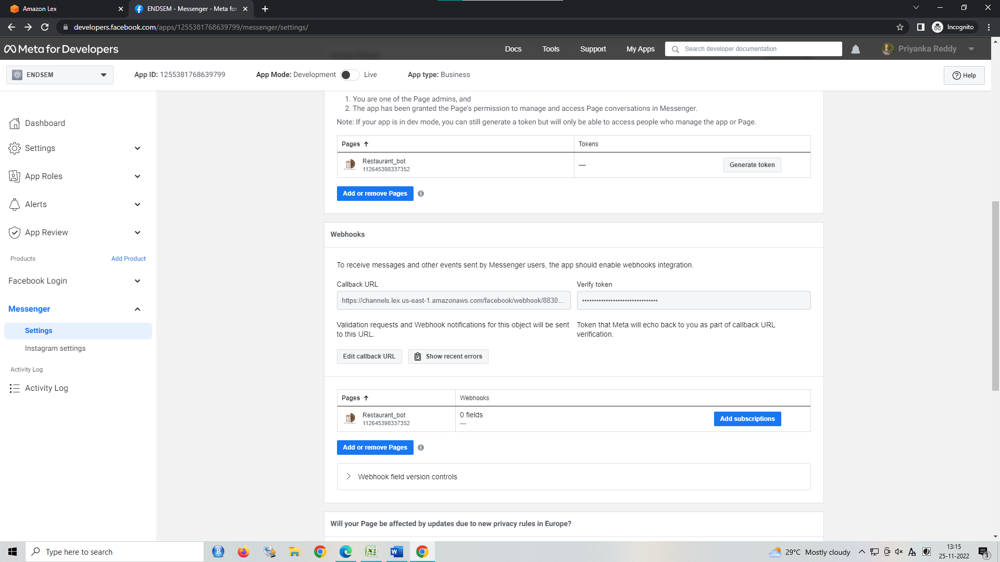 Amazon Lex
ENDSEM - Messenger - Meta for
developers.facebook.com/apps/1255381768639799/messenger/settings/
Incognito
Meta for Developers
Docs
Tools
Support
My Apps
Search developer documentation
Priyanka Reddy
ENDSEM
App ID: 1255381768639799
App Mode: Development
Live
App type: Business
Help
Dashboard
Settings
App Roles
Alerts
App Review
Products
Add Product
Facebook Login
Messenger
Settings
Instagram settings
Activity Log
Activity Log
1. You are one of the Page admins, and
2. The app has been granted the Page's permission to manage and access Page conversations in Messenger.
Note: If your app is in dev mode, you can still generate a token but will only be able to access people who manage the app or Page.
Pages ↑
Tokens
Restaurant_bot
112645398337352
—
Generate token
Add or remove Pages
Webhooks
To receive messages and other events sent by Messenger users, the app should enable webhooks integration.
Callback URL
Verify token
https://channels.lex.us-east-1.amazonaws.com/facebook/webhook/8830...
••••••••••••••••••••••••••••••••
Validation requests and Webhook notifications for this object will be sent
to this URL.
Token that Meta will echo back to you as part of callback URL
verification.
Edit callback URL
Show recent errors
Pages ↑
Webhooks
Restaurant_bot
112645398337352
0 fields
—
Add subscriptions
Add or remove Pages
Webhook field version controls
Will your Page be affected by updates due to new privacy rules in Europe?
Type here to search
29°C Mostly cloudy
13:15
25-11-2022
3